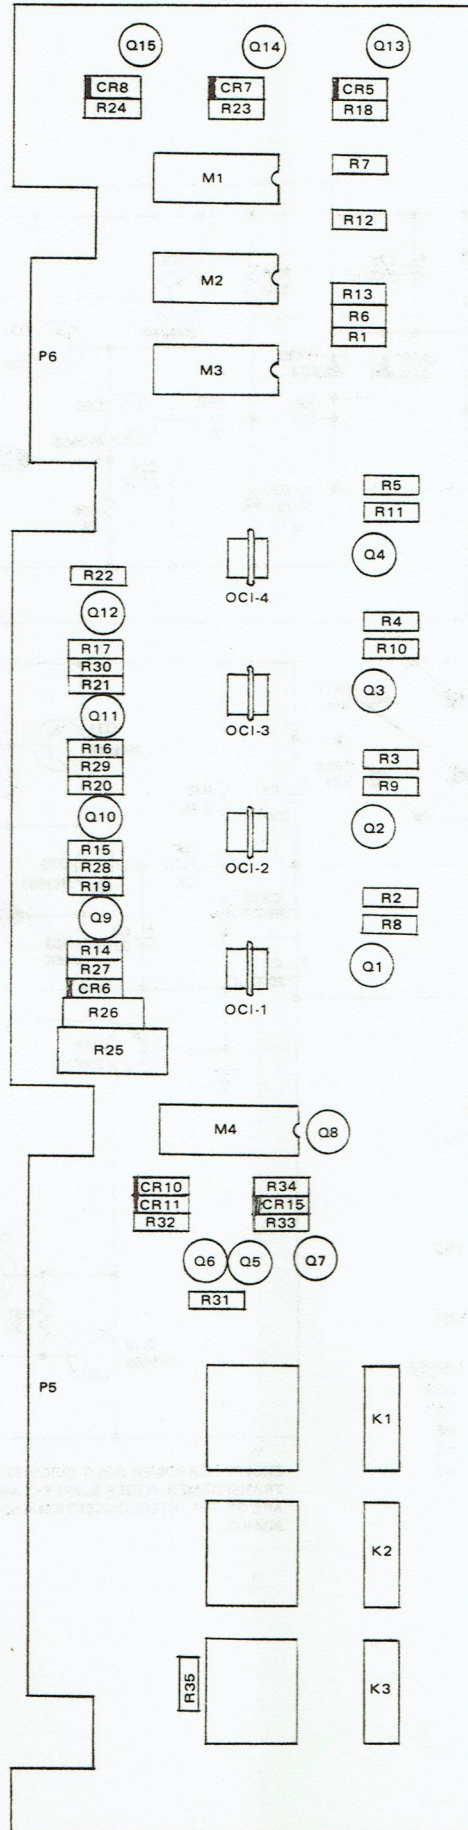 Q15 Q14 Q13
CR8 CR7 CR5
R24 R23 R18
M1 R7
R12
M2
R13
R6
R1
P6 M3
R5
R11
Q4
OCI-4
R22
Q12
R4
R17 R10
R30
R21 Q3
Q11
OCI-3
R16 R3
R29
R20 R9
Q10 Q2
R15
R28 OCI-2
R19 R2
Q9 R8
R14
R27 Q1
CR6
R26 OCI-1
R25
M4 Q8
CR10 R34
CR11 CR15
R32 R33
Q6 Q5 Q7
R31
P5
K1
K2
R35 K3